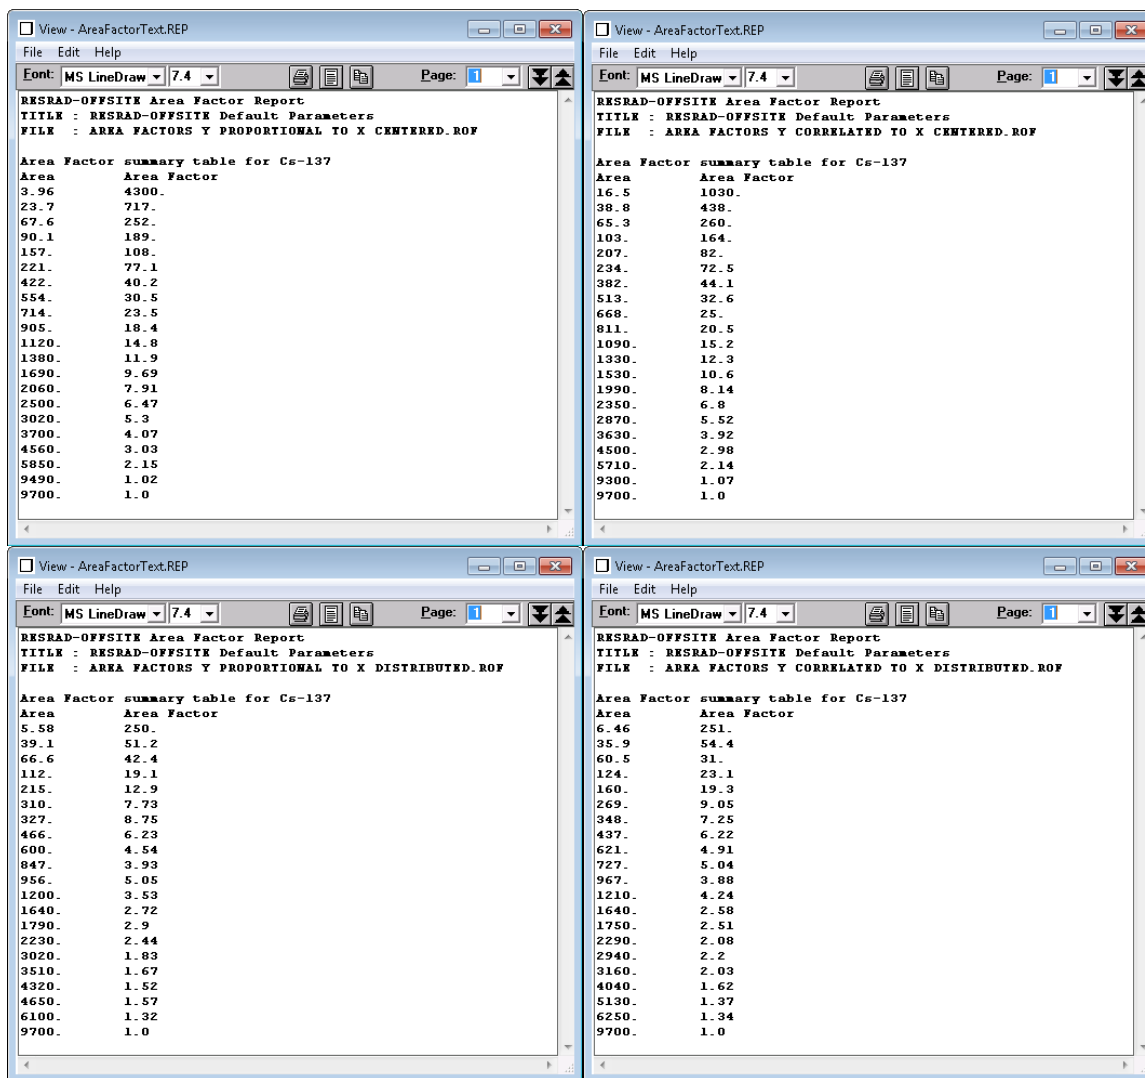 View - AreaFactorText.REP
File Edit Help
Font: MS LineDraw 7.4 Page: 1
RESRAD-OFFSITE Area Factor Report
TITLE : RESRAD-OFFSITE Default Parameters
FILE : AREA FACTORS Y PROPORTIONAL TO X CENTERED.ROF
Area Factor summary table for Cs-137
Area Area Factor
3.96 4300.
23.7 717.
67.6 252.
90.1 189.
157. 108.
221. 77.1
422. 40.2
554. 30.5
714. 23.5
905. 18.4
1120. 14.8
1380. 11.9
1690. 9.69
2060. 7.91
2500. 6.47
3020. 5.3
3700. 4.07
4560. 3.03
5850. 2.15
9490. 1.02
9700. 1.0
View - AreaFactorText.REP
File Edit Help
Font: MS LineDraw 7.4 Page: 1
RESRAD-OFFSITE Area Factor Report
TITLE : RESRAD-OFFSITE Default Parameters
FILE : AREA FACTORS Y CORRELATED TO X CENTERED.ROF
Area Factor summary table for Cs-137
Area Area Factor
16.5 1030.
38.8 438.
65.3 260.
103. 164.
207. 82.
234. 72.5
382. 44.1
513. 32.6
668. 25.
811. 20.5
1090. 15.2
1330. 12.3
1530. 10.6
1990. 8.14
2350. 6.8
2870. 5.52
3630. 3.92
4500. 2.98
5710. 2.14
9300. 1.07
9700. 1.0
View - AreaFactorText.REP
File Edit Help
Font: MS LineDraw 7.4 Page: 1
RESRAD-OFFSITE Area Factor Report
TITLE : RESRAD-OFFSITE Default Parameters
FILE : AREA FACTORS Y PROPORTIONAL TO X DISTRIBUTED.ROF
Area Factor summary table for Cs-137
Area Area Factor
5.58 250.
39.1 51.2
66.6 42.4
112. 19.1
215. 12.9
310. 7.73
327. 8.75
466. 6.23
600. 4.54
847. 3.93
956. 5.05
1200. 3.53
1640. 2.72
1790. 2.9
2230. 2.44
3020. 1.83
3510. 1.67
4320. 1.52
4650. 1.57
6100. 1.32
9700. 1.0
View - AreaFactorText.REP
File Edit Help
Font: MS LineDraw 7.4 Page: 1
RESRAD-OFFSITE Area Factor Report
TITLE : RESRAD-OFFSITE Default Parameters
FILE : AREA FACTORS Y CORRELATED TO X DISTRIBUTED.ROF
Area Factor summary table for Cs-137
Area Area Factor
6.46 251.
35.9 54.4
60.5 31.
124. 23.1
160. 19.3
269. 9.05
348. 7.25
437. 6.22
621. 4.91
727. 5.04
967. 3.88
1210. 4.24
1640. 2.58
1750. 2.51
2290. 2.08
2940. 2.2
3160. 2.03
4040. 1.62
5130. 1.37
6250. 1.34
9700. 1.0